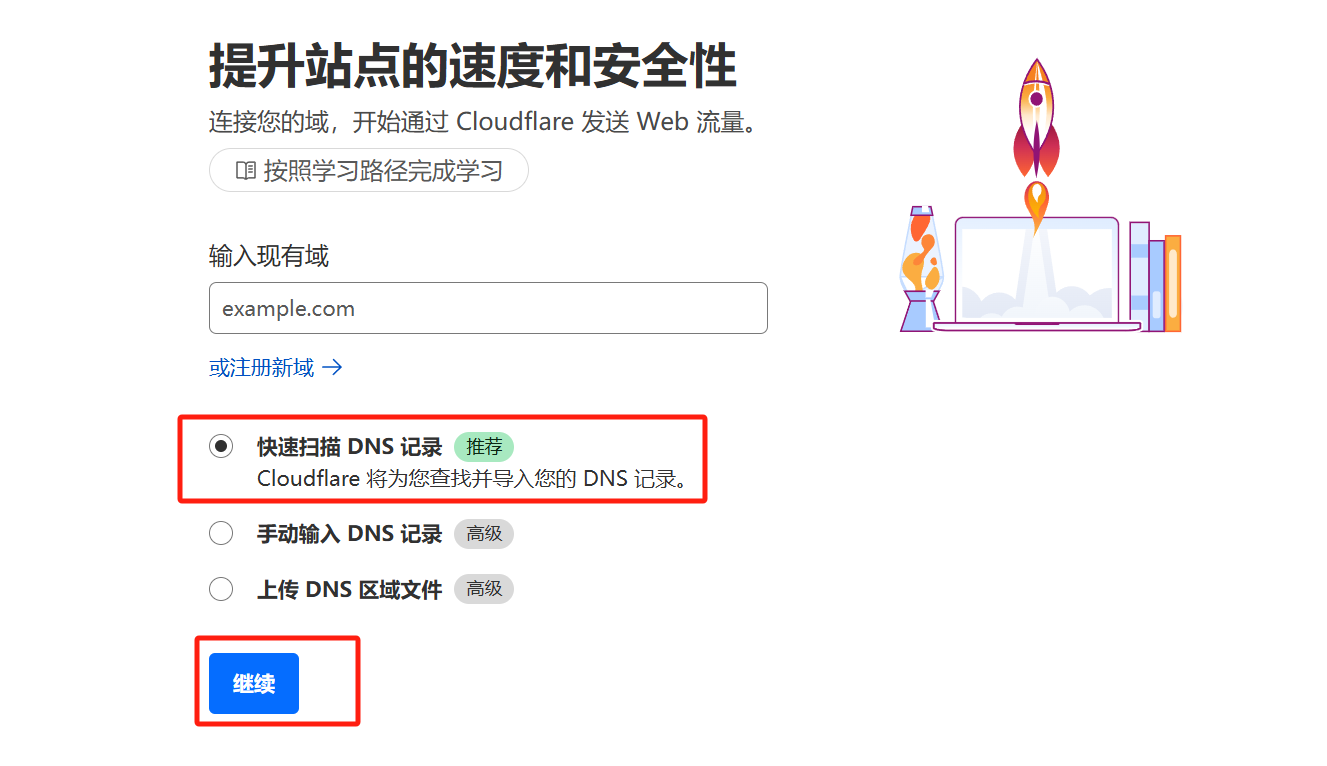 提升站点的速度和安全性
连接您的域，开始通过 Cloudflare 发送 Web 流量。
按照学习路径完成学习
输入现有域
example.com
或注册新域 →
快速扫描 DNS 记录 推荐
Cloudflare 将为您查找并导入您的 DNS 记录。
手动输入 DNS 记录 高级
上传 DNS 区域文件 高级
继续